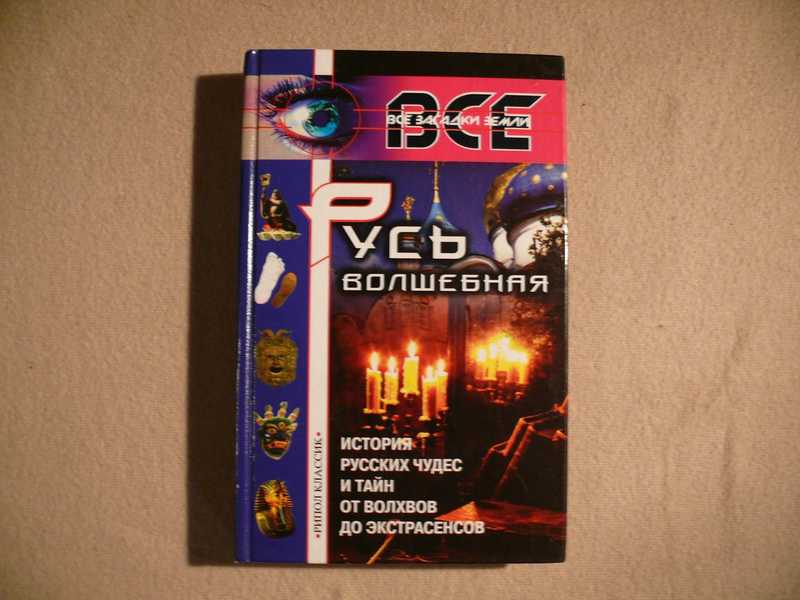 ВСЕ
ВСЕ ЗАГАДКИ ЗЕМЛИ
РУСЬ
ВОЛШЕБНАЯ
ИСТОРИЯ
РУССКИХ ЧУДЕС
И ТАЙН
ОТ ВОЛХВОВ
ДО ЭКСТРАСЕНСОВ
•РИПОЛ КЛАССИК•